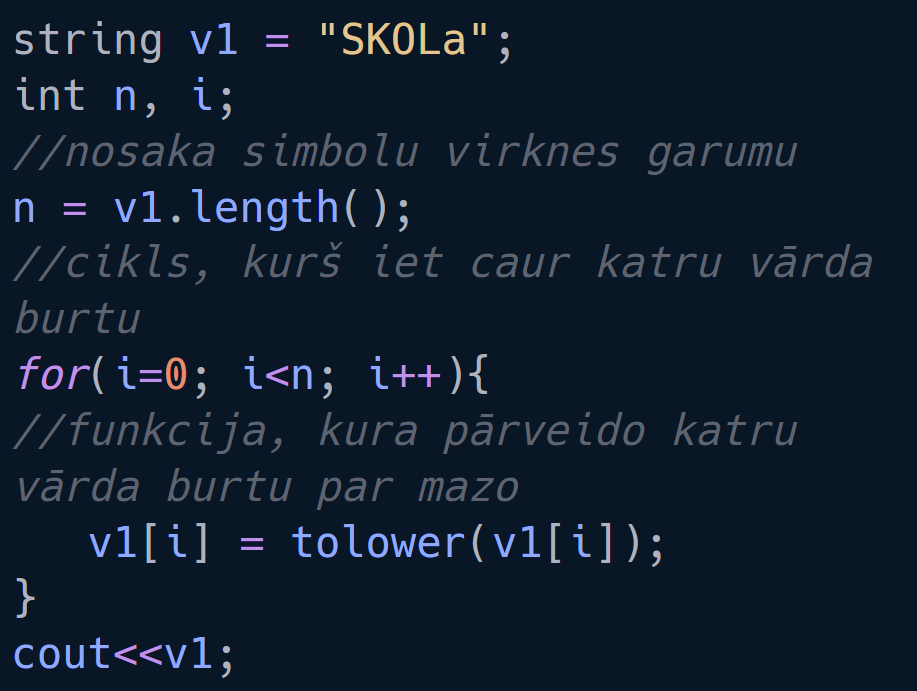 string v1 = "SKOLa";
int n, i;
//nosaka simbolu virknes garumu
n = v1.length();
//cikls, kurš iet caur katru vārda
burtu
for(i=0; i<n; i++){
//funkcija, kura pārveido katru
vārda burtu par mazo
   v1[i] = tolower(v1[i]);
}
cout<<v1;